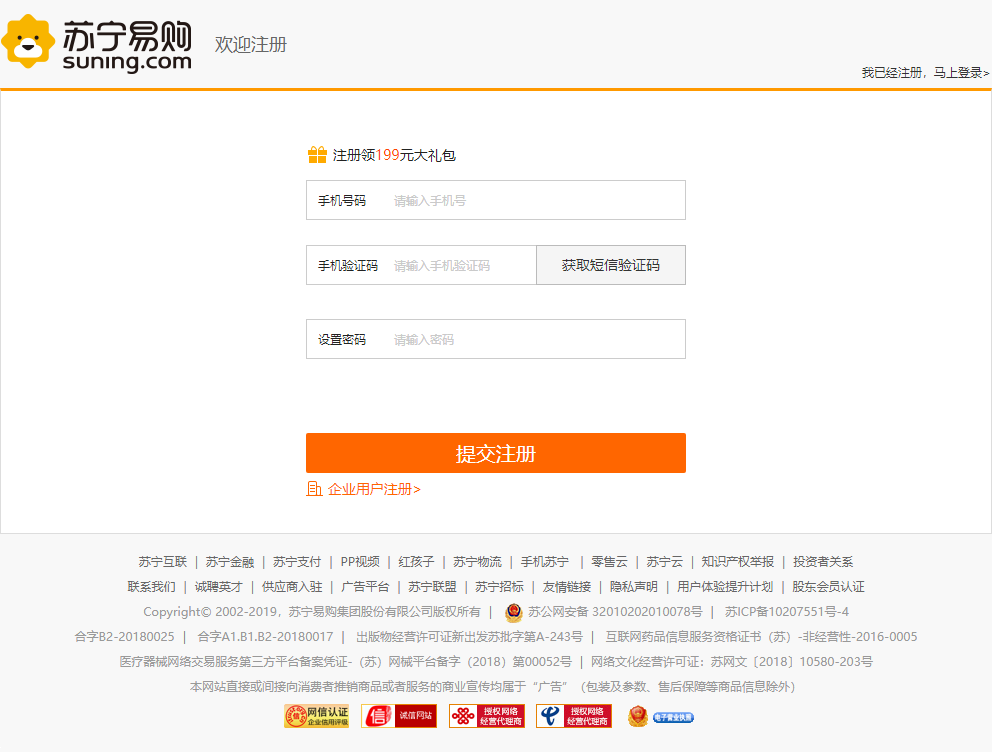 苏宁易购
suning.com
欢迎注册
我已经注册，马上登录>
注册领199元大礼包
手机号码 请输入手机号
手机验证码 请输入手机验证码 获取短信验证码
设置密码 请输入密码
提交注册
企业用户注册>
苏宁互联 | 苏宁金融 | 苏宁支付 | PP视频 | 红孩子 | 苏宁物流 | 手机苏宁 | 零售云 | 苏宁云 | 知识产权举报 | 投资者关系
联系我们 | 诚聘英才 | 供应商入驻 | 广告平台 | 苏宁联盟 | 苏宁招标 | 友情链接 | 隐私声明 | 用户体验提升计划 | 股东会员认证
Copyright© 2002-2019，苏宁易购集团股份有限公司版权所有 | 苏公网安备 32010202010078号 | 苏ICP备10207551号-4
合字B2-20180025 | 合字A1.B1.B2-20180017 | 出版物经营许可证新出发苏批字第A-243号 | 互联网药品信息服务资格证书（苏）-非经营性-2016-0005
医疗器械网络交易服务第三方平台备案凭证-（苏）网械平台备字（2018）第00052号 | 网络文化经营许可证：苏网文〔2018〕10580-203号
本网站直接或间接向消费者推销商品或者服务的商业宣传均属于“广告”（包装及参数、售后保障等商品信息除外）
信 网信认证 企业信用评级 信 诚信网站 授权网络 经营代理商 授权网络 经营代理商 电子营业执照